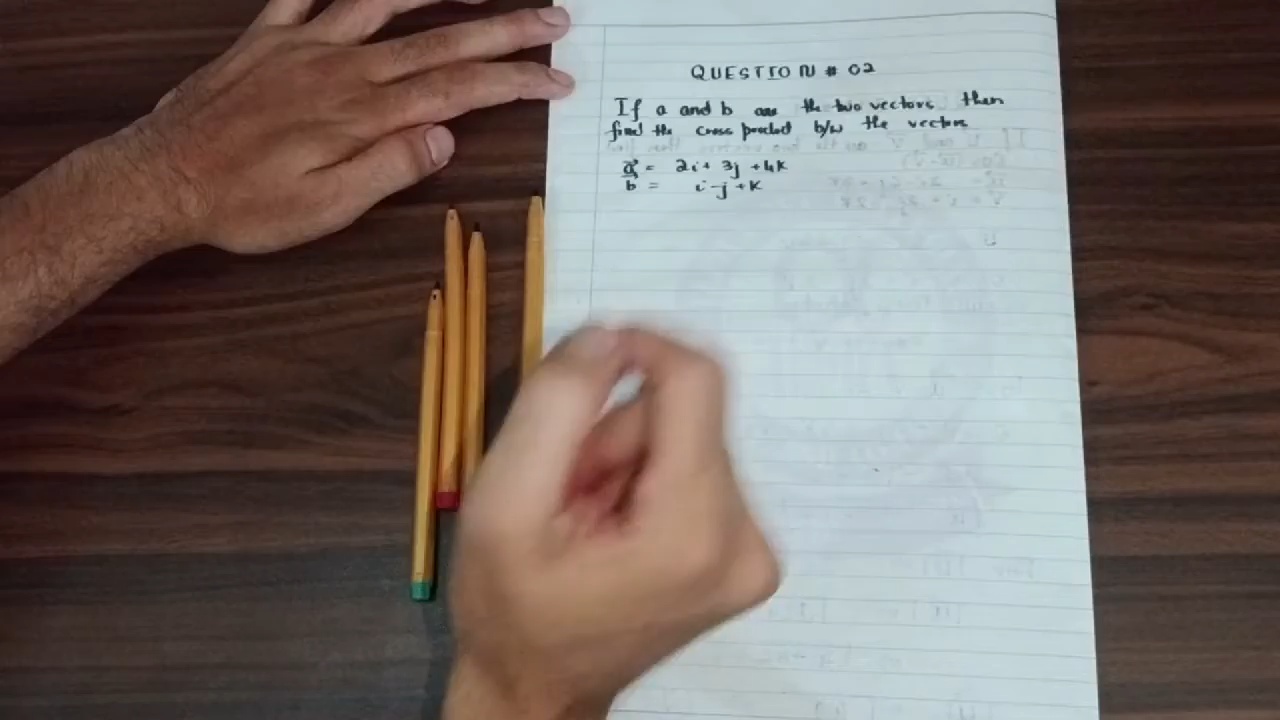 QUESTION # 02
If a and b are the two vectors then
find the cross product b/w the vectors
a = 2i + 3j + 4k
b = i - j + k